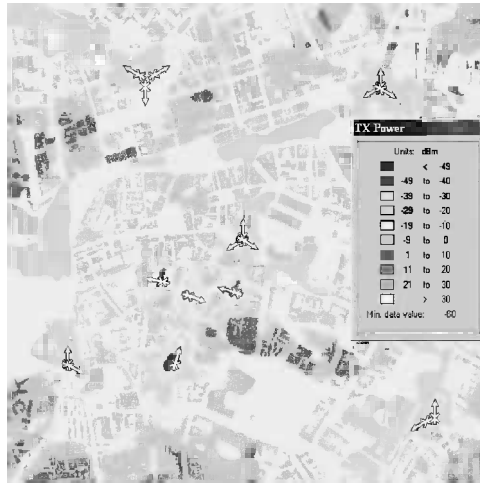 TX Power
Units: dBm
< -49
-49 to -40
-39 to -30
-29 to -20
-19 to -10
-9 to 0
1 to 10
11 to 20
21 to 30
> 30
Min. data value: -60